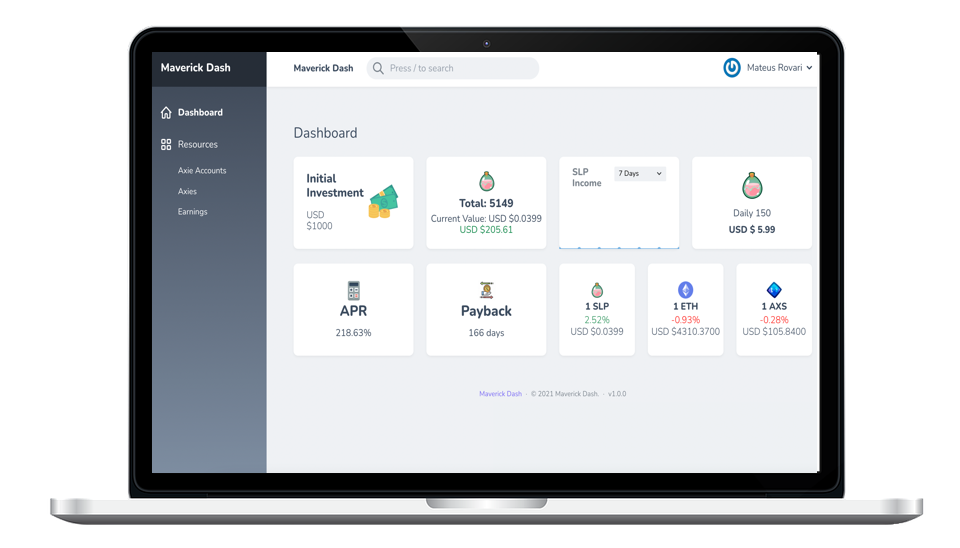 Maverick Dash
Maverick Dash
Press / to search
Mateus Rovari
Dashboard
Resources
Axie Accounts
Axies
Earnings
Dashboard
Initial
Investment
USD
$1000
Total: 5149
Current Value: USD $0.0399
USD $205.61
SLP
Income
7 Days
Daily 150
USD $ 5.99
APR
218.63%
Payback
166 days
1 SLP
2.52%
USD $0.0399
1 ETH
-0.93%
USD $4310.3700
1 AXS
-0.28%
USD $105.8400
Maverick Dash · © 2021 Maverick Dash. · v1.0.0